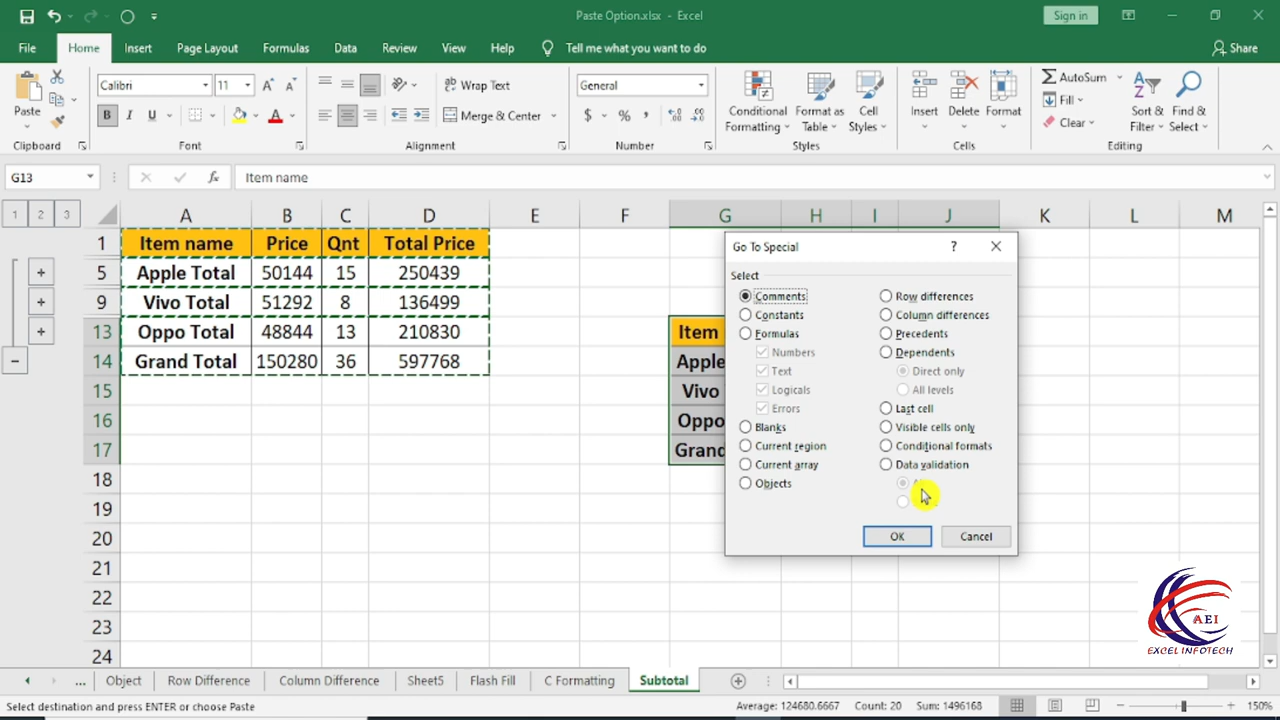 Paste Option.xlsx - Excel
Sign in
File Home Insert Page Layout Formulas Data Review View Help Tell me what you want to do Share
Paste
Calibri 11
Wrap Text
General
Conditional Formatting Format as Table Cell Styles
Insert Delete Format
AutoSum
Fill
Clear
Sort & Filter Find & Select
B I U A
Merge & Center
$ % ,
Clipboard Font Alignment Number Styles Cells Editing
G13 fx Item name
1 2 3
A B C D E F G H I J K L M
1 Item name Price Qnt Total Price
5 Apple Total 50144 15 250439
9 Vivo Total 51292 8 136499
13 Oppo Total 48844 13 210830 Item
14 Grand Total 150280 36 597768 Apple
15 Vivo
16 Oppo
17 Grand
18
19
20
21
22
23
24
Go To Special ?
Select
Comments Row differences
Constants Column differences
Formulas Precedents
Numbers Dependents
Text Direct only
Logicals All levels
Errors Last cell
Blanks Visible cells only
Current region Conditional formats
Current array Data validation
Objects
OK Cancel
AEI
EXCEL INFOTECH
... Object Row Difference Column Difference Sheet5 Flash Fill C Formatting Subtotal
Select destination and press ENTER or choose Paste Average: 124680.6667 Count: 20 Sum: 1496168 150%